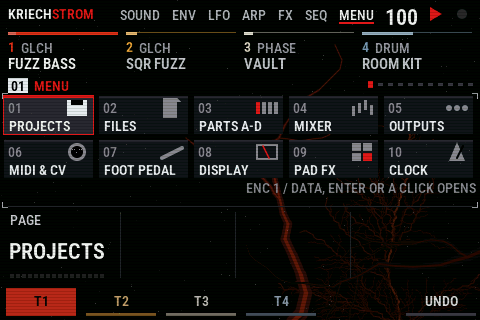 KRIECHSTROM SOUND ENV LFO ARP FX SEQ MENU 100
1 GLCH 2 GLCH 3 PHASE 4 DRUM
FUZZ BASS SQR FUZZ VAULT ROOM KIT
01 MENU
01 02 03 04 05
PROJECTS FILES PARTS A-D MIXER OUTPUTS
06 07 08 09 10
MIDI & CV FOOT PEDAL DISPLAY PAD FX CLOCK
ENC 1 / DATA, ENTER OR A CLICK OPENS
PAGE
PROJECTS
T1 T2 T3 T4 UNDO